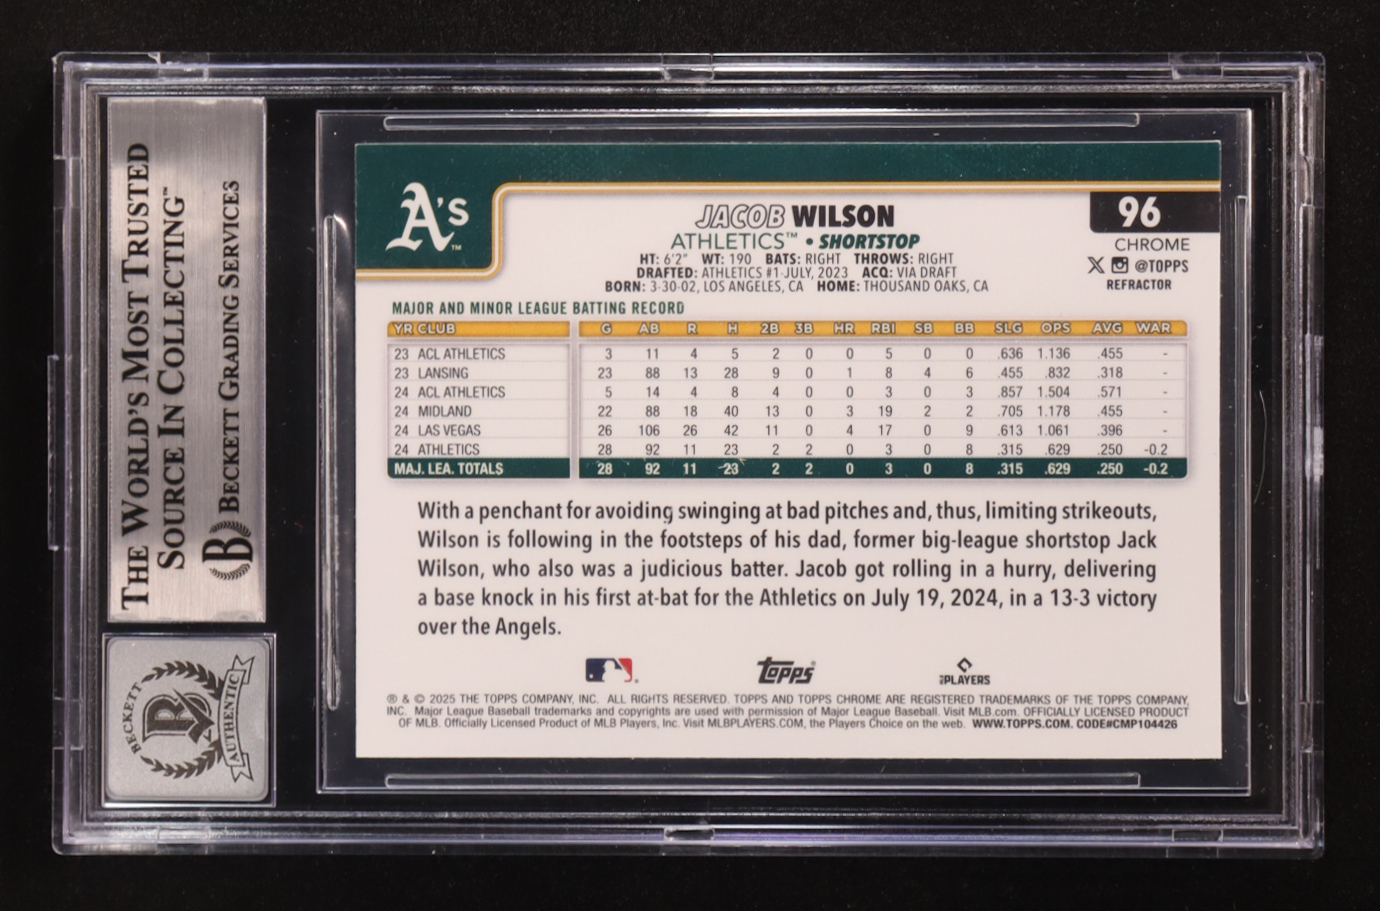 THE WORLD'S MOST TRUSTED
SOURCE IN COLLECTING™
B BECKETT GRADING SERVICES
BECKETT
AUTHENTIC
A's™
JACOB WILSON
ATHLETICS™ • SHORTSTOP
HT: 6'2" WT: 190 BATS: RIGHT THROWS: RIGHT
DRAFTED: ATHLETICS #1-JULY, 2023 ACQ: VIA DRAFT
BORN: 3-30-02, LOS ANGELES, CA HOME: THOUSAND OAKS, CA
96
CHROME
X @TOPPS
REFRACTOR
MAJOR AND MINOR LEAGUE BATTING RECORD
YR CLUB G AB R H 2B 3B HR RBI SB BB SLG OPS AVG WAR
23 ACL ATHLETICS 3 11 4 5 2 0 0 5 0 0 .636 1.136 .455 -
23 LANSING 23 88 13 28 9 0 1 8 4 6 .455 .832 .318 -
24 ACL ATHLETICS 5 14 4 8 4 0 0 3 0 3 .857 1.504 .571 -
24 MIDLAND 22 88 18 40 13 0 3 19 2 2 .705 1.178 .455 -
24 LAS VEGAS 26 106 26 42 11 0 4 17 0 9 .613 1.061 .396 -
24 ATHLETICS 28 92 11 23 2 2 0 3 0 8 .315 .629 .250 -0.2
MAJ. LEA. TOTALS 28 92 11 23 2 2 0 3 0 8 .315 .629 .250 -0.2
With a penchant for avoiding swinging at bad pitches and, thus, limiting strikeouts,
Wilson is following in the footsteps of his dad, former big-league shortstop Jack
Wilson, who also was a judicious batter. Jacob got rolling in a hurry, delivering
a base knock in his first at-bat for the Athletics on July 19, 2024, in a 13-3 victory
over the Angels.
topps®
MLB PLAYERS
® & © 2025 THE TOPPS COMPANY, INC. ALL RIGHTS RESERVED. TOPPS AND TOPPS CHROME ARE REGISTERED TRADEMARKS OF THE TOPPS COMPANY,
INC. Major League Baseball trademarks and copyrights are used with permission of Major League Baseball. Visit MLB.com. OFFICIALLY LICENSED PRODUCT
OF MLB. Officially Licensed Product of MLB Players, Inc. Visit MLBPLAYERS.COM, the Players Choice on the web. WWW.TOPPS.COM. CODE#CMP104426